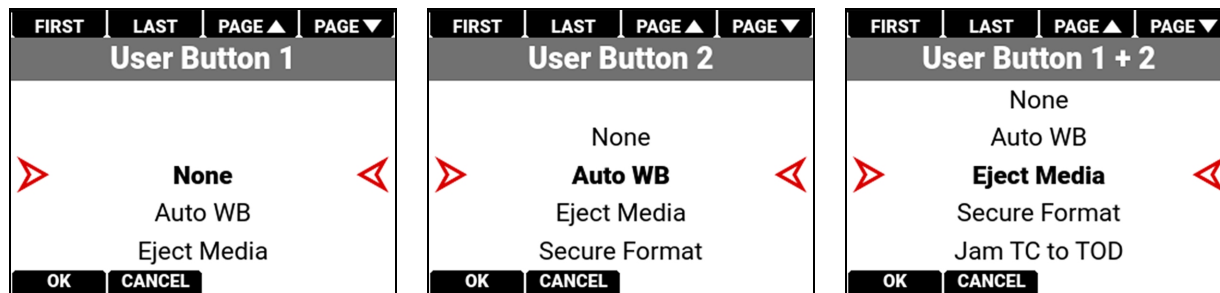 FIRST LAST PAGE▲ PAGE▼
User Button 1
None
Auto WB
Eject Media
OK CANCEL
FIRST LAST PAGE▲ PAGE▼
User Button 2
None
Auto WB
Eject Media
Secure Format
OK CANCEL
FIRST LAST PAGE▲ PAGE▼
User Button 1 + 2
None
Auto WB
Eject Media
Secure Format
Jam TC to TOD
OK CANCEL